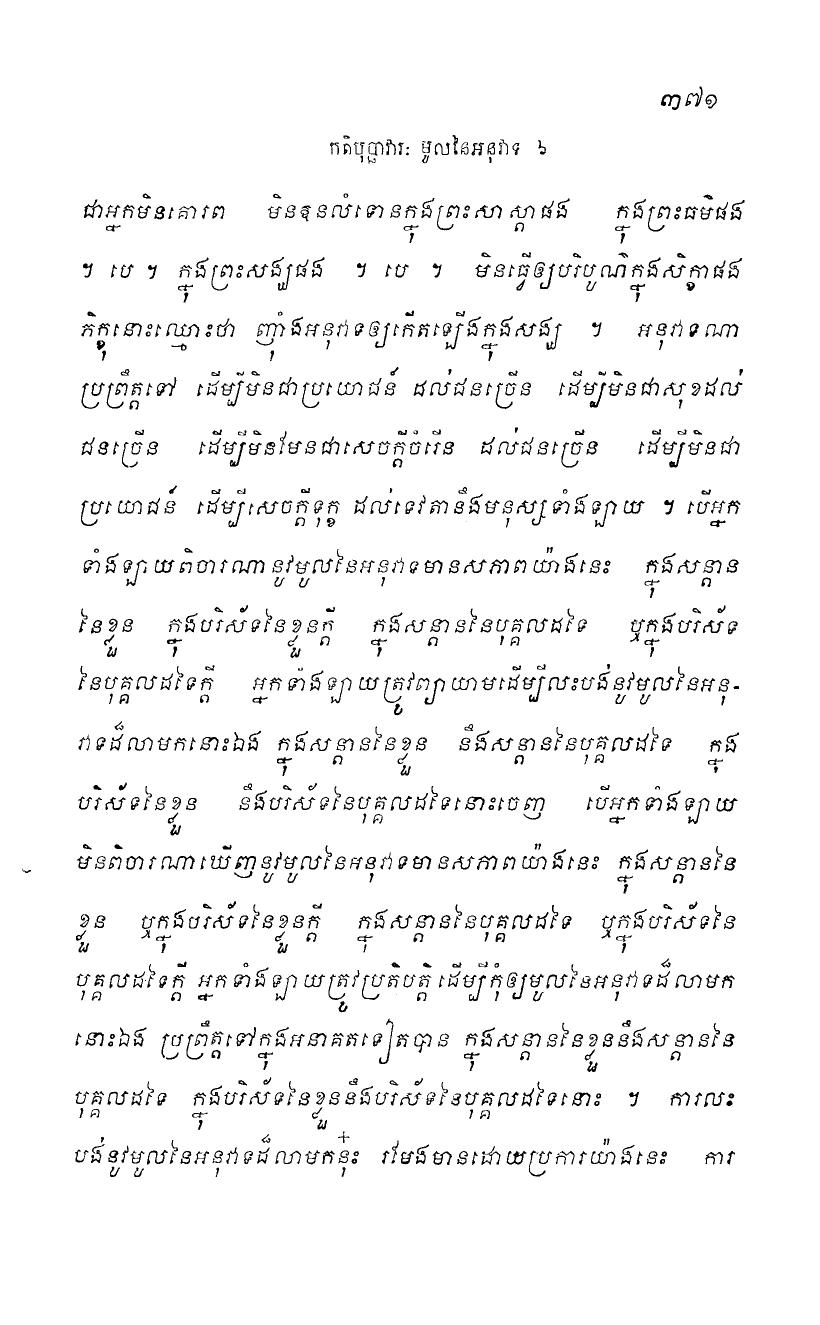 ៣៧១
កតិបុច្ឆាវារៈ មូលនៃអនុវាទ ៦
ជាអ្នកមិនគោរព មិនឱនលំទោនក្នុងព្រះសាស្តាផង ក្នុងព្រះធម៌ផង
។ បេ ។ ក្នុងព្រះសង្ឃផង ។ បេ ។ មិនធ្វើឲ្យបរិបូណ៌ក្នុងសិក្ខាផង
ភិក្ខុនោះឈ្មោះថា ញ៉ាំងអនុវាទឲ្យកើតឡើងក្នុងសង្ឃ ។ អនុវាទណា
ប្រព្រឹត្តទៅ ដើម្បីមិនជាប្រយោជន៍ ដល់ជនច្រើន ដើម្បីមិនជាសុខដល់
ជនច្រើន ដើម្បីមិនមែនជាសេចក្តីចំរើន ដល់ជនច្រើន ដើម្បីមិនជា
ប្រយោជន៍ ដើម្បីសេចក្តីទុក្ខ ដល់ទេវតានឹងមនុស្សទាំងឡាយ ។ បើអ្នក
ទាំងឡាយពិចារណានូវមូលនៃអនុវាទមានសភាពយ៉ាងនេះ ក្នុងសន្តាន
នៃខ្លួន ក្នុងបរិស័ទនៃខ្លួនក្តី ក្នុងសន្តាននៃបុគ្គលដទៃ ឬក្នុងបរិស័ទ
នៃបុគ្គលដទៃក្តី អ្នកទាំងឡាយត្រូវព្យាយាមដើម្បីលះបង់នូវមូលនៃអនុ-
វាទដ៏លាមកនោះឯង ក្នុងសន្តាននៃខ្លួន នឹងសន្តាននៃបុគ្គលដទៃ ក្នុង
បរិស័ទនៃខ្លួន នឹងបរិស័ទនៃបុគ្គលដទៃនោះចេញ បើអ្នកទាំងឡាយ
មិនពិចារណាឃើញនូវមូលនៃអនុវាទមានសភាពយ៉ាងនេះ ក្នុងសន្តាននៃ
ខ្លួន ឬក្នុងបរិស័ទនៃខ្លួនក្តី ក្នុងសន្តាននៃបុគ្គលដទៃ ឬក្នុងបរិស័ទនៃ
បុគ្គលដទៃក្តី អ្នកទាំងឡាយត្រូវប្រតិបត្តិ ដើម្បីកុំឲ្យមូលនៃអនុវាទដ៏លាមក
នោះឯង ប្រព្រឹត្តទៅក្នុងអនាគតទៀតបាន ក្នុងសន្តាននៃខ្លួននឹងសន្តាននៃ
បុគ្គលដទៃ ក្នុងបរិស័ទនៃខ្លួននឹងបរិស័ទនៃបុគ្គលដទៃនោះ ។ ការលះ
បង់នូវមូលនៃអនុវាទដ៏លាមកនុ៎ះ រមែងមានដោយប្រការយ៉ាងនេះ ការ